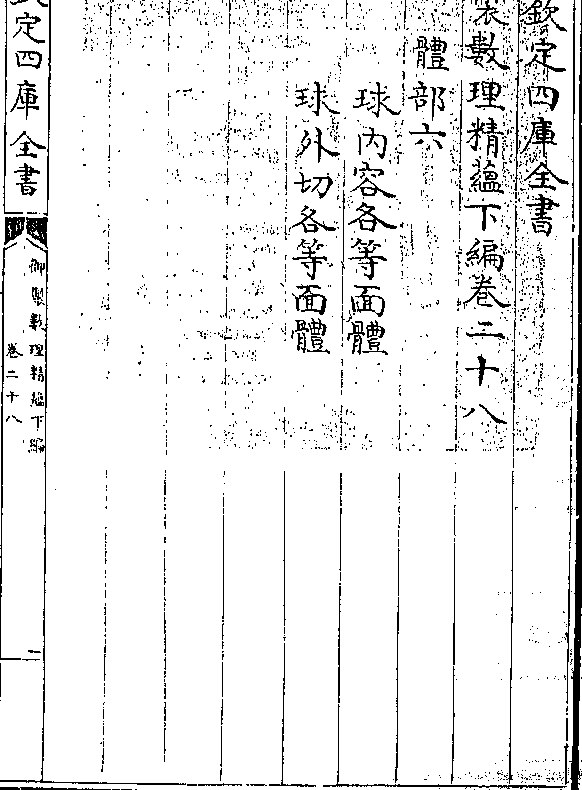 欽定四庫全書
製數理精蘊下編卷二十八
體部六
球内容各等面體
球外切各等面體
欽定四庫全書
御製數理精蘊下編
卷二十八
一